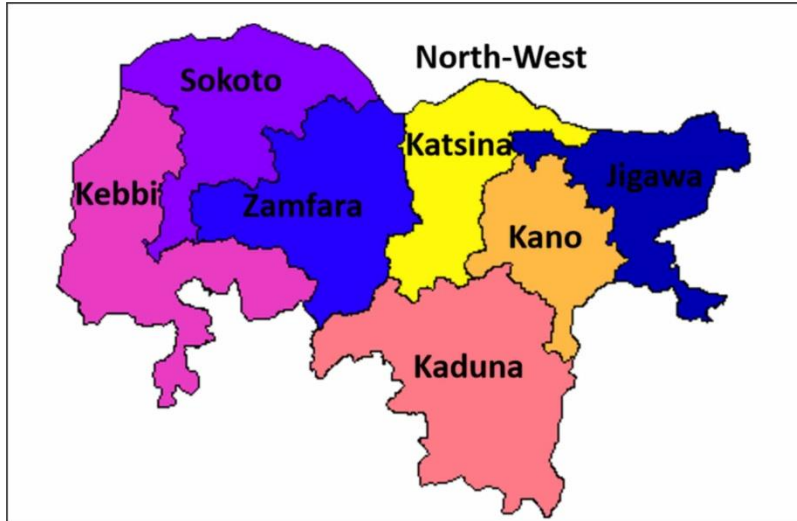 North-West
Sokoto
Katsina
Jigawa
Kebbi
Zamfara
Kano
Kaduna